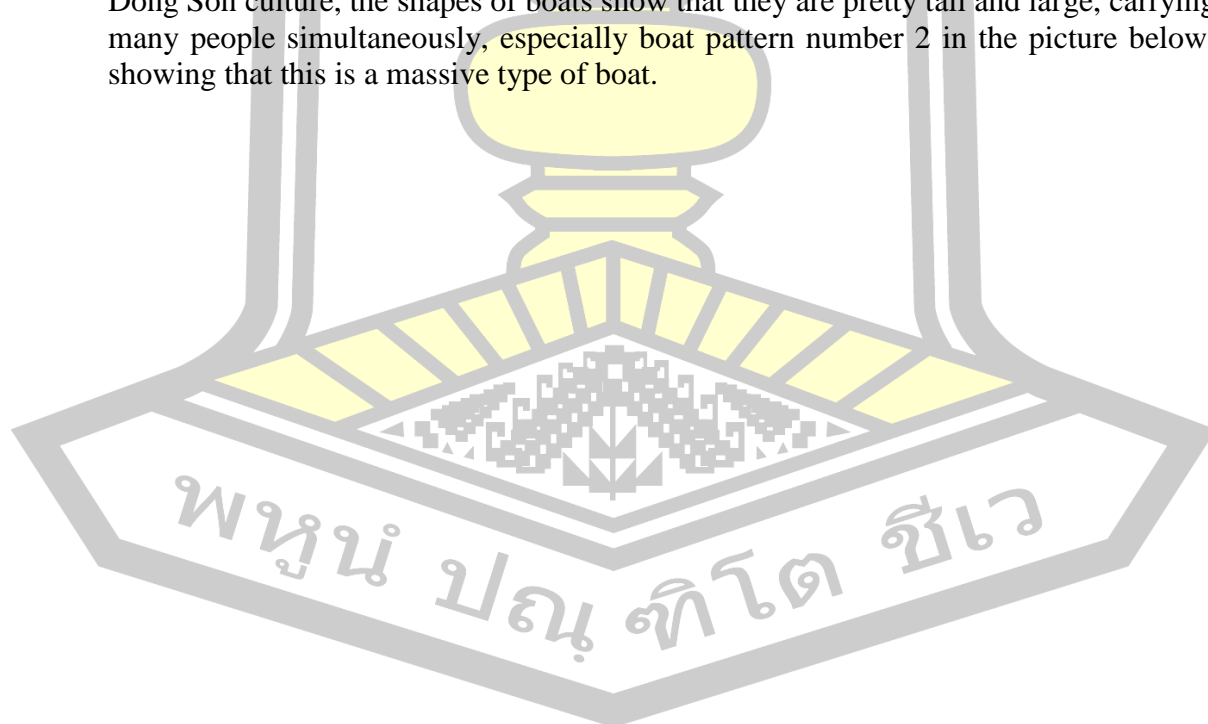 Dong Son culture, the shapes of boats show that they are pretty tall and large, carrying
many people simultaneously, especially boat pattern number 2 in the picture below
showing that this is a massive type of boat.
พหูนํ ปณฺฑิโต ชีเว